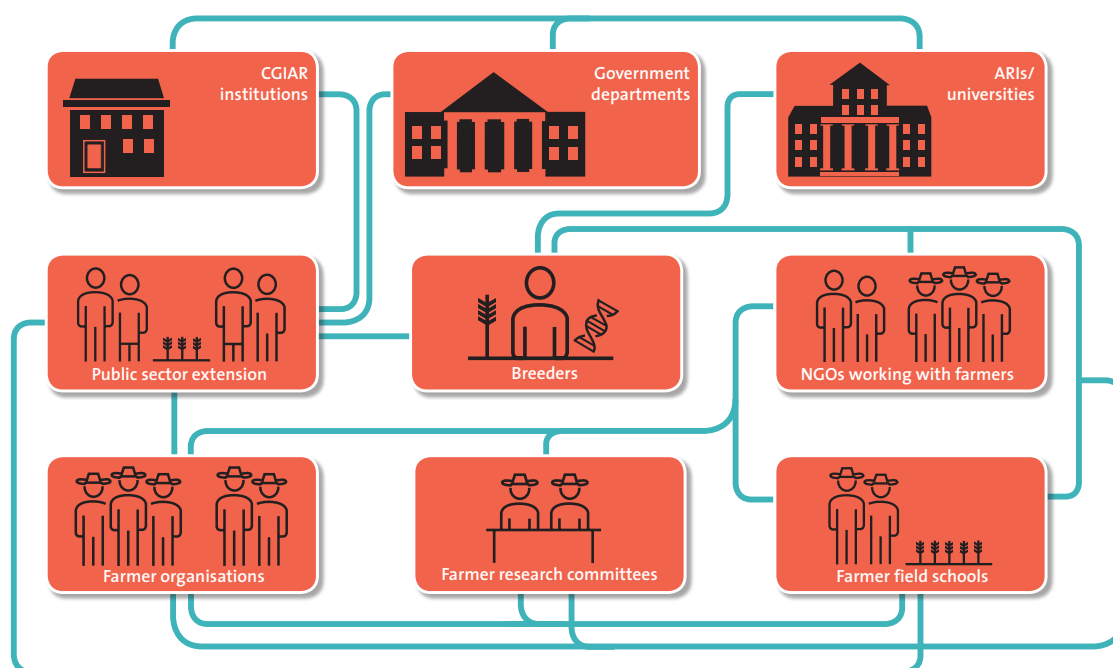 CGIAR
institutions
Government
departments
ARIs/
universities
Public sector extension
Breeders
NGOs working with farmers
Farmer organisations
Farmer research committees
Farmer field schools